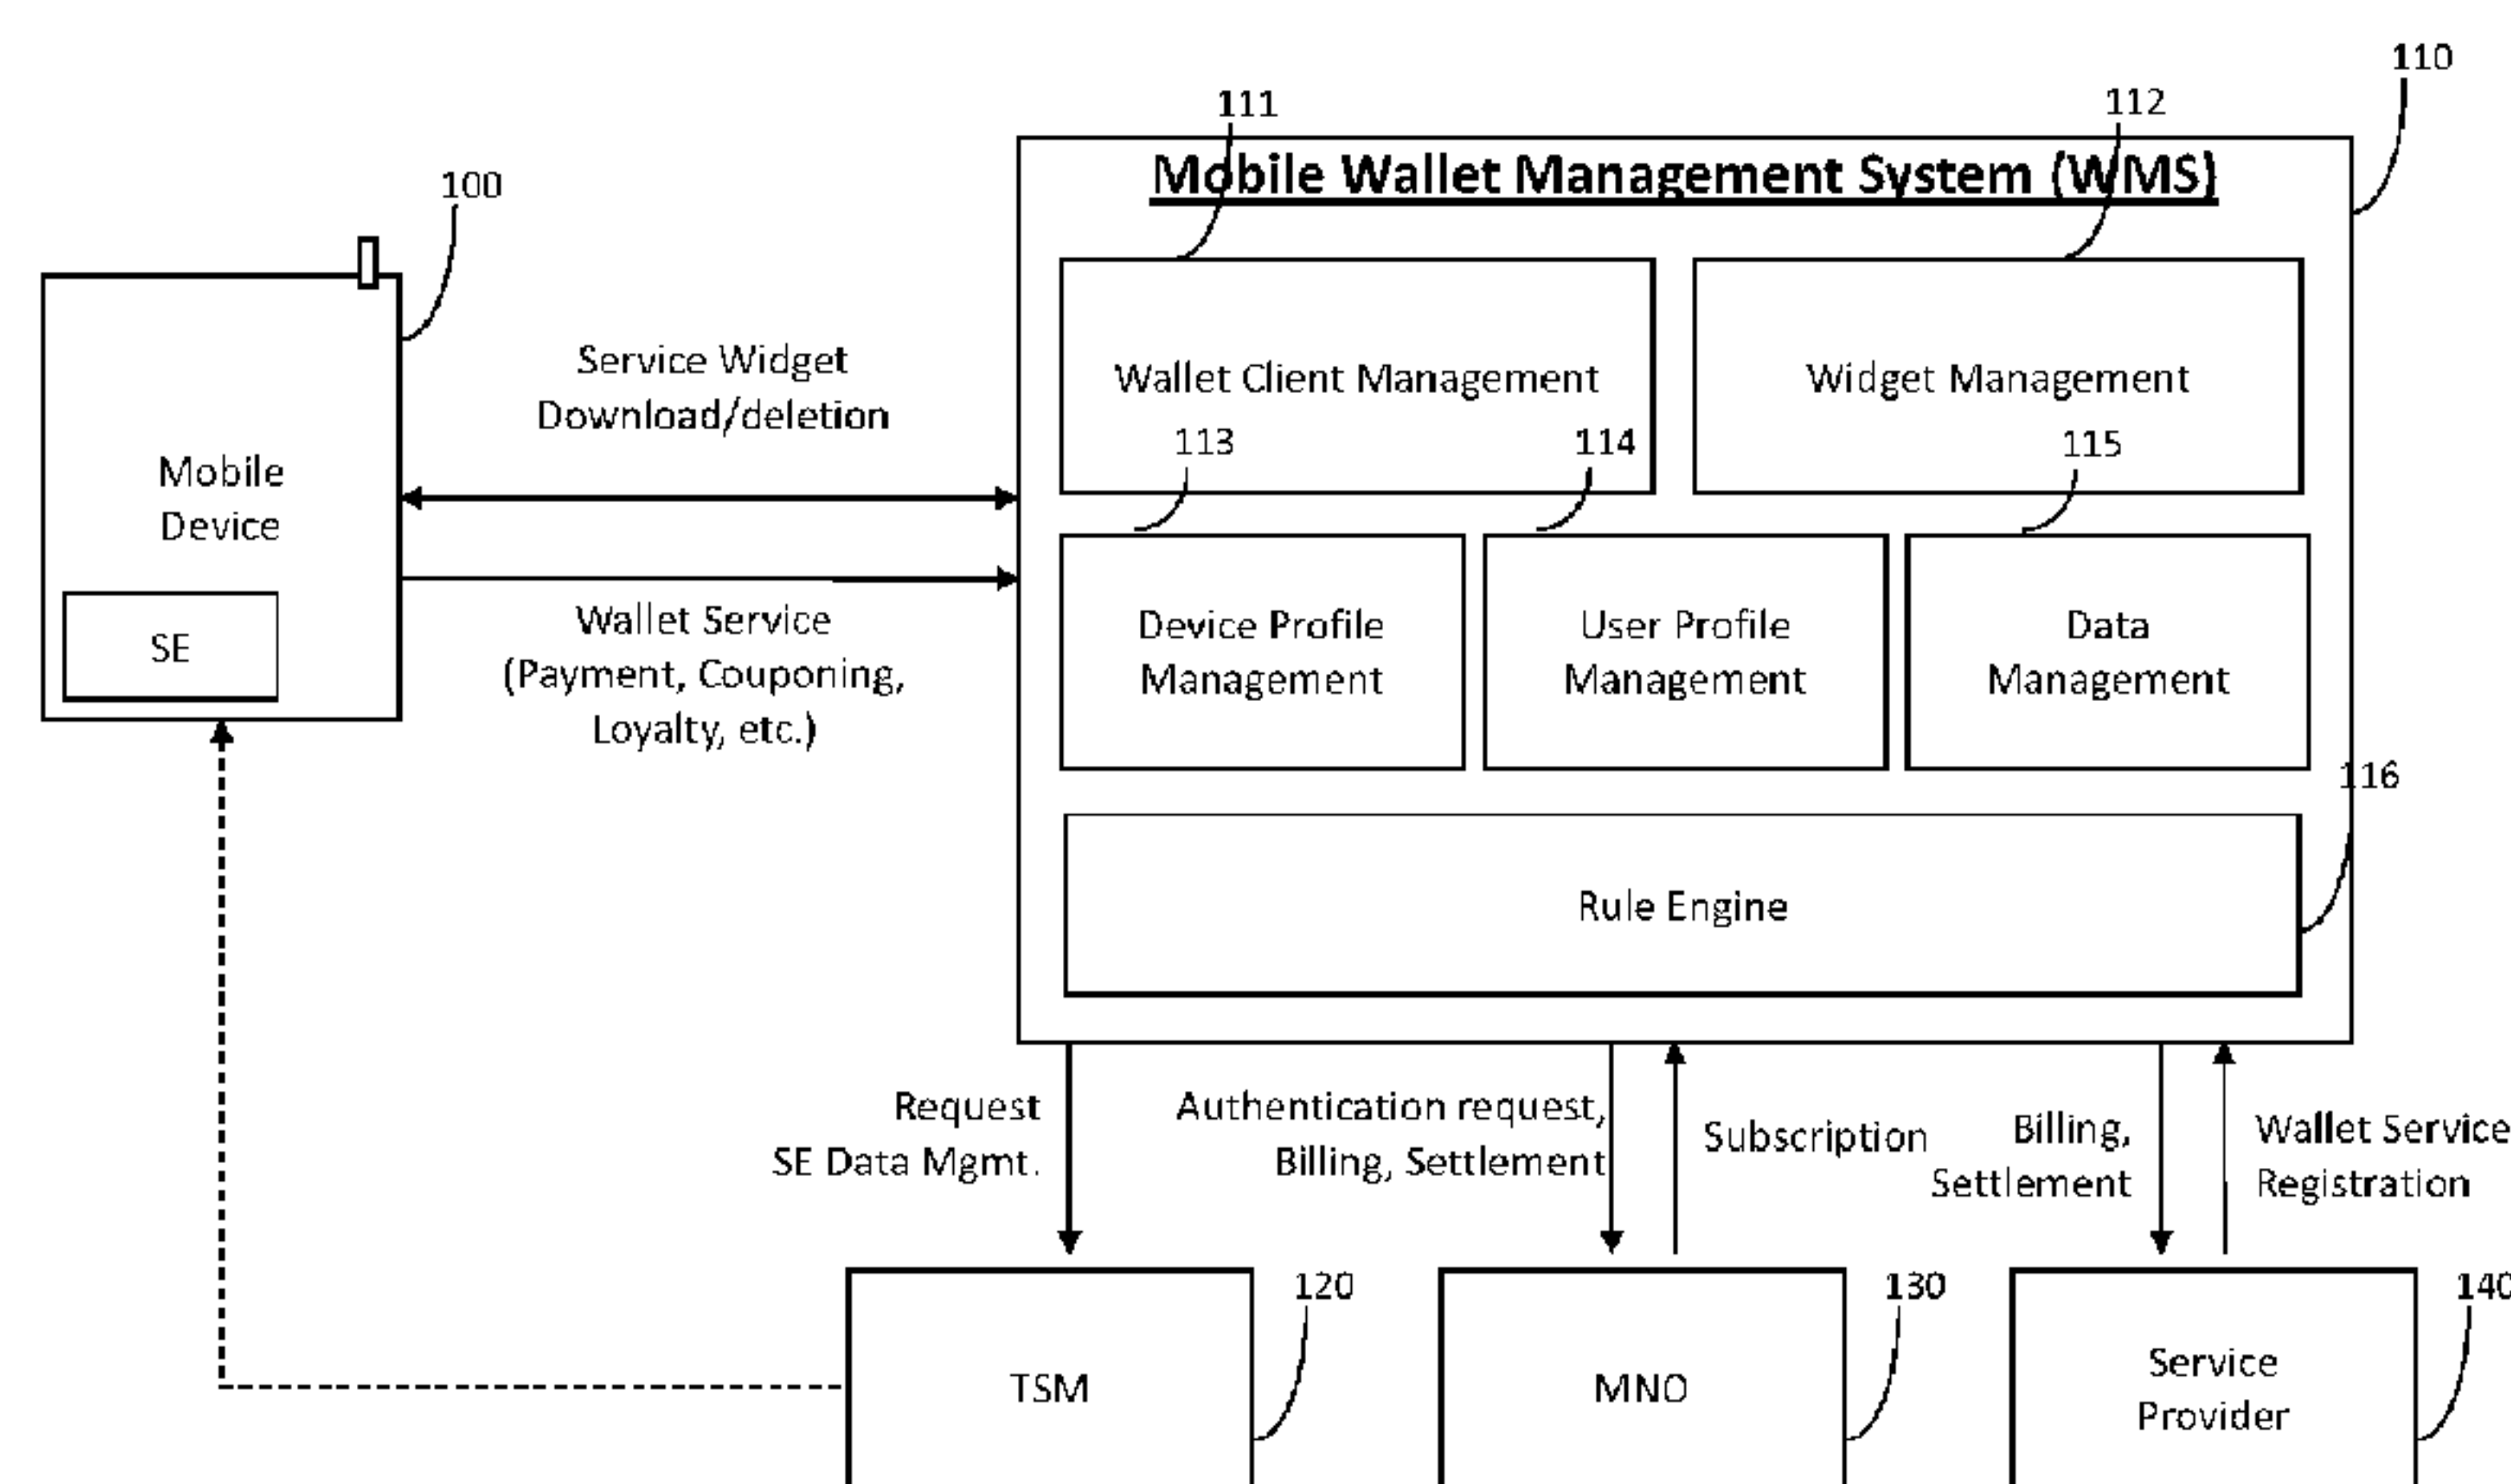 110
111
112
Mobile Wallet Management System (WMS)
100
Service Widget
Download/deletion
Wallet Client Management
Widget Management
113
114
115
Mobile
Device
SE
Wallet Service
(Payment, Couponing,
Loyalty, etc.)
Device Profile
Management
User Profile
Management
Data
Management
116
Rule Engine
Request
SE Data Mgmt.
Authentication request,
Billing, Settlement
Subscription
Billing,
Settlement
Wallet Service
Registration
120
130
140
TSM
MNO
Service
Provider